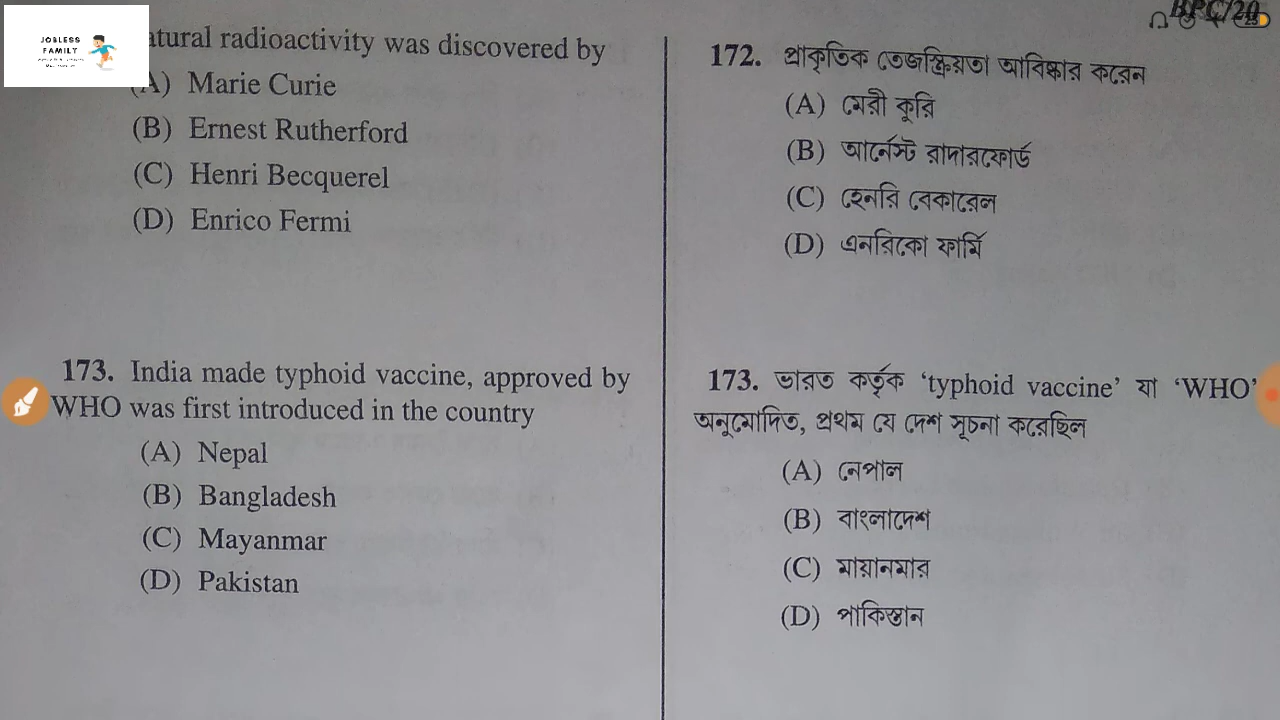 JOBLESS
FAMILY
BPC/20
atural radioactivity was discovered by
(A) Marie Curie
(B) Ernest Rutherford
(C) Henri Becquerel
(D) Enrico Fermi
173. India made typhoid vaccine, approved by
WHO was first introduced in the country
(A) Nepal
(B) Bangladesh
(C) Mayanmar
(D) Pakistan
172. প্রাকৃতিক তেজস্ক্রিয়তা আবিষ্কার করেন
(A) মেরী কুরি
(B) আর্নেস্ট রাদারফোর্ড
(C) হেনরি বেকারেল
(D) এনরিকো ফার্মি
173. ভারত কর্তৃক ‘typhoid vaccine’ যা ‘WHO’
অনুমোদিত, প্রথম যে দেশ সূচনা করেছিল
(A) নেপাল
(B) বাংলাদেশ
(C) মায়ানমার
(D) পাকিস্তান